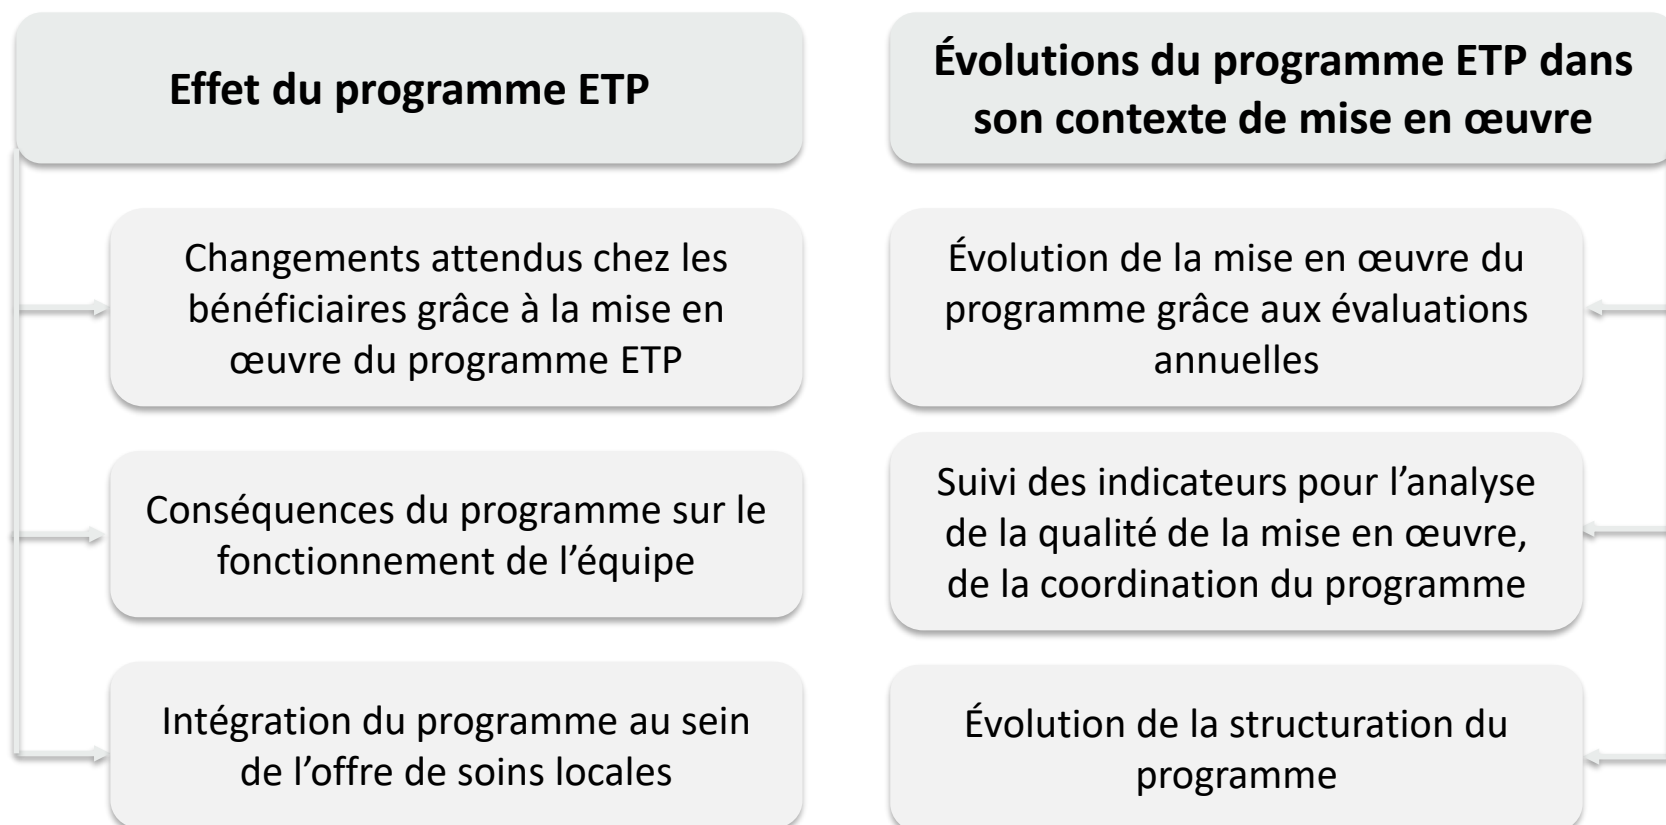 Effet du programme ETP
Changements attendus chez les
bénéficiaires grâce à la mise en
œuvre du programme ETP
Conséquences du programme sur le
fonctionnement de l’équipe
Intégration du programme au sein
de l’offre de soins locales
Évolutions du programme ETP dans
son contexte de mise en œuvre
Évolution de la mise en œuvre du
programme grâce aux évaluations
annuelles
Suivi des indicateurs pour l’analyse
de la qualité de la mise en œuvre,
de la coordination du programme
Évolution de la structuration du
programme